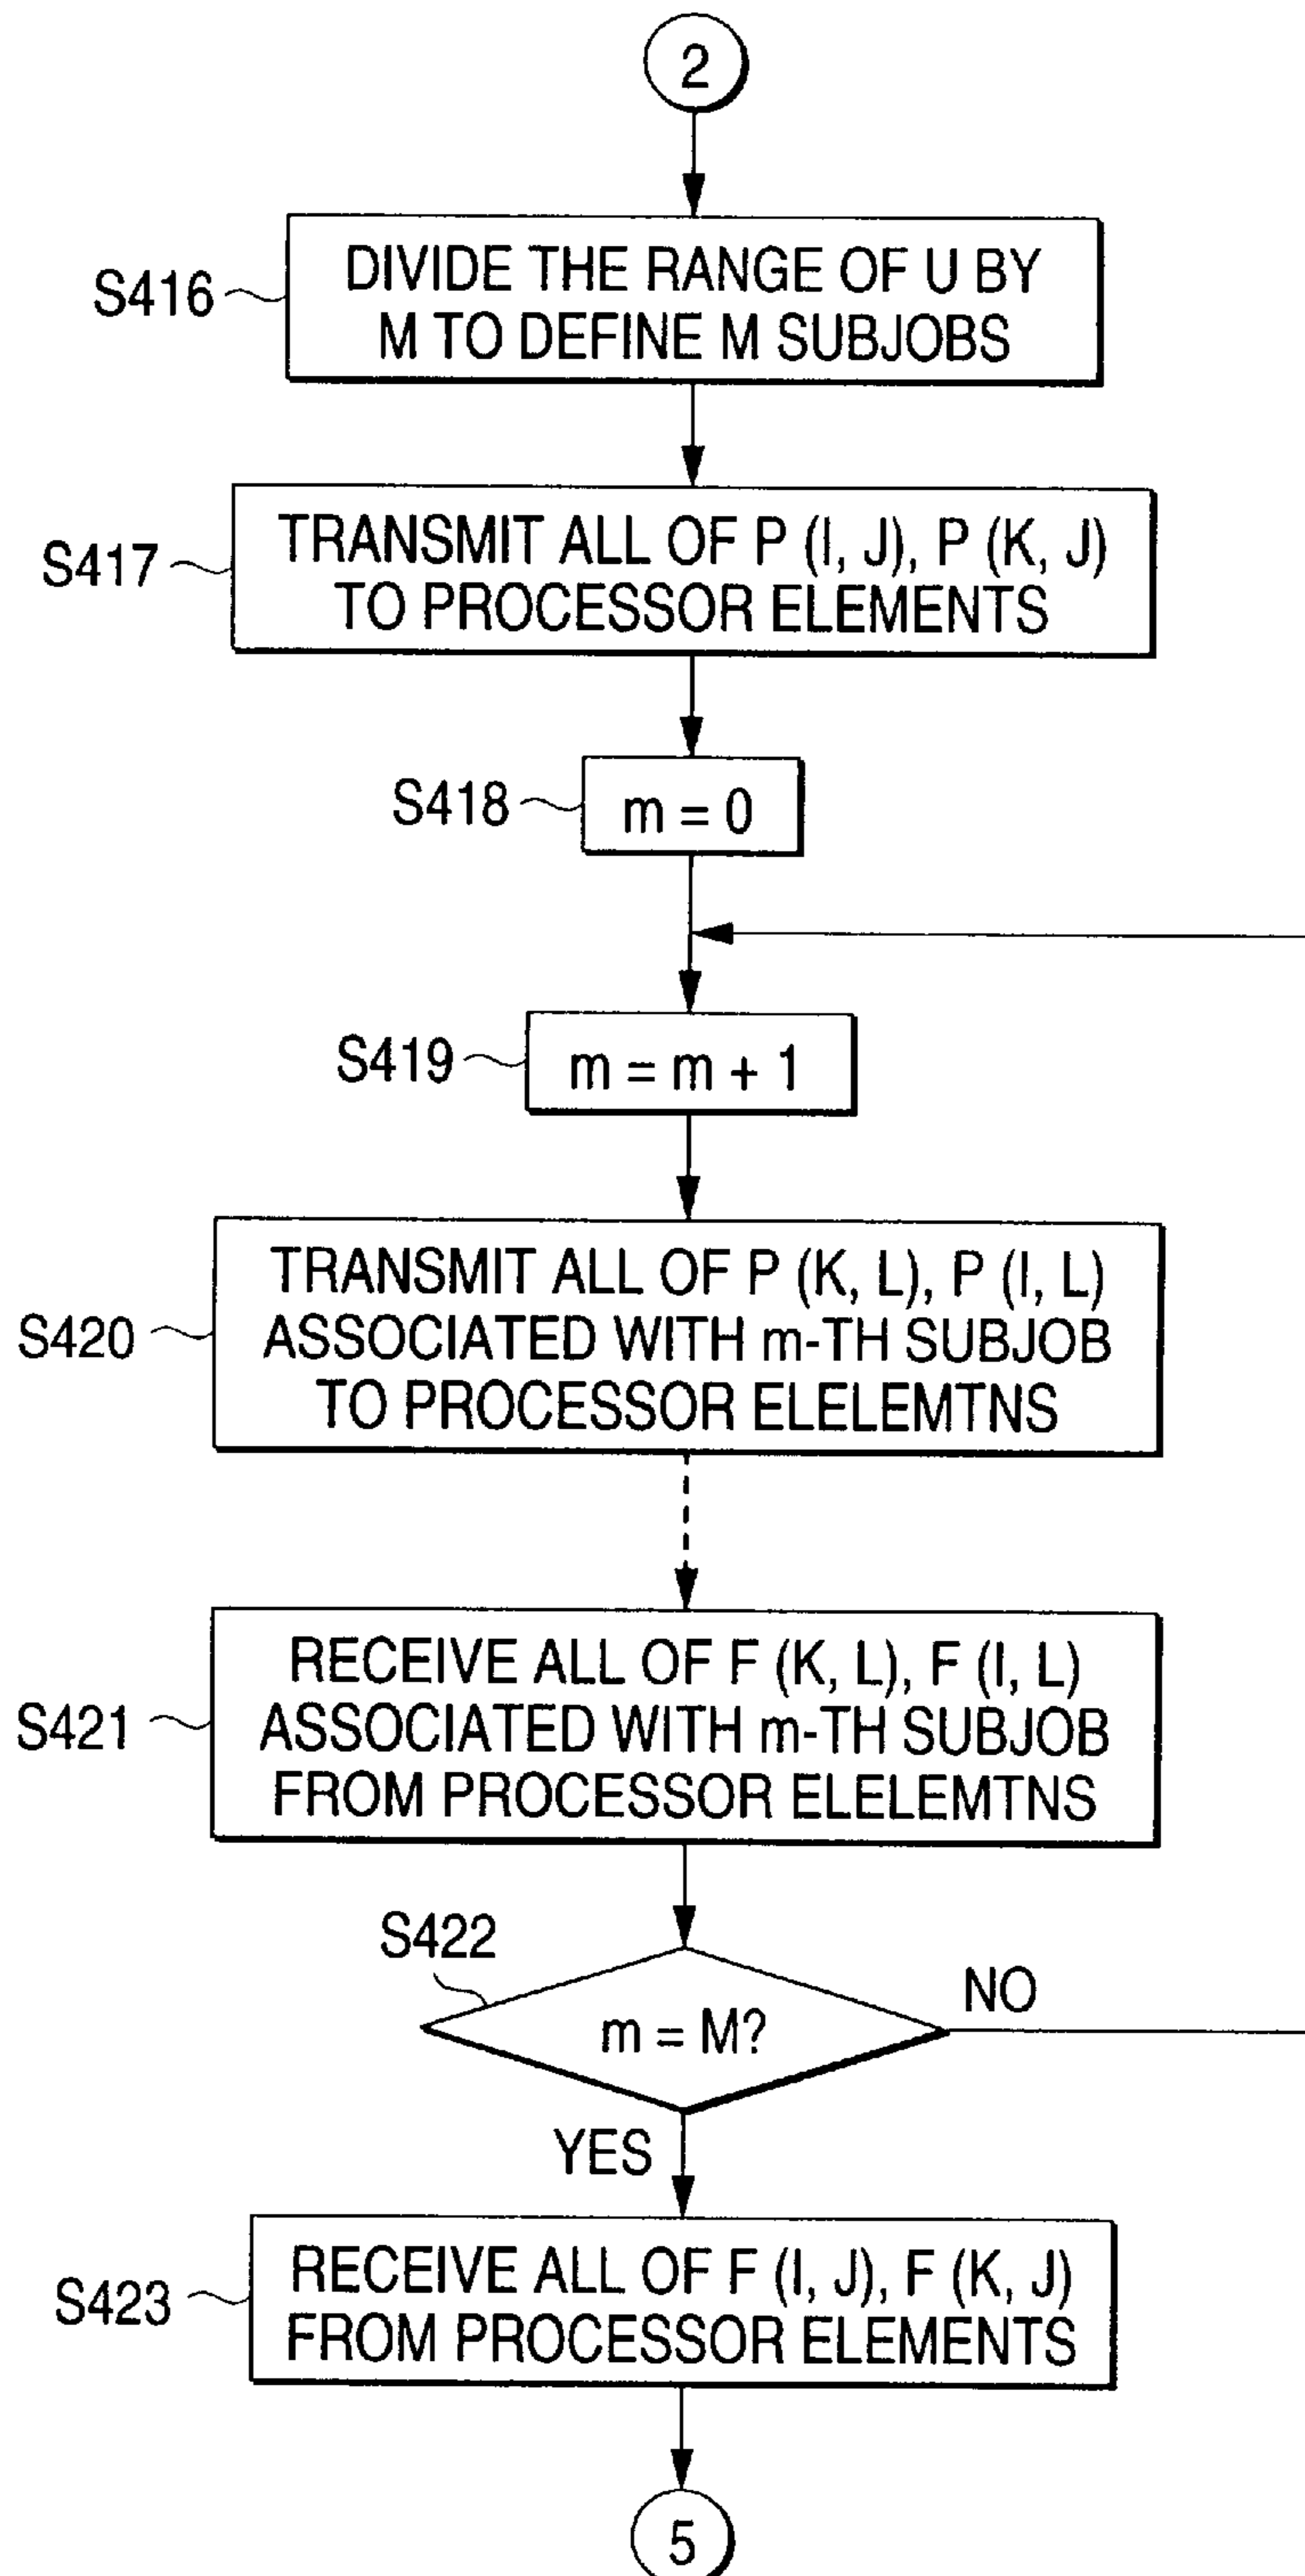 2
S416
DIVIDE THE RANGE OF U BY
M TO DEFINE M SUBJOBS
S417
TRANSMIT ALL OF P (I, J), P (K, J)
TO PROCESSOR ELEMENTS
S418
m = 0
S419
m = m + 1
S420
TRANSMIT ALL OF P (K, L), P (I, L)
ASSOCIATED WITH m-TH SUBJOB
TO PROCESSOR ELELEMTNS
S421
RECEIVE ALL OF F (K, L), F (I, L)
ASSOCIATED WITH m-TH SUBJOB
FROM PROCESSOR ELELEMTNS
S422
m = M?
NO
YES
S423
RECEIVE ALL OF F (I, J), F (K, J)
FROM PROCESSOR ELEMENTS
5